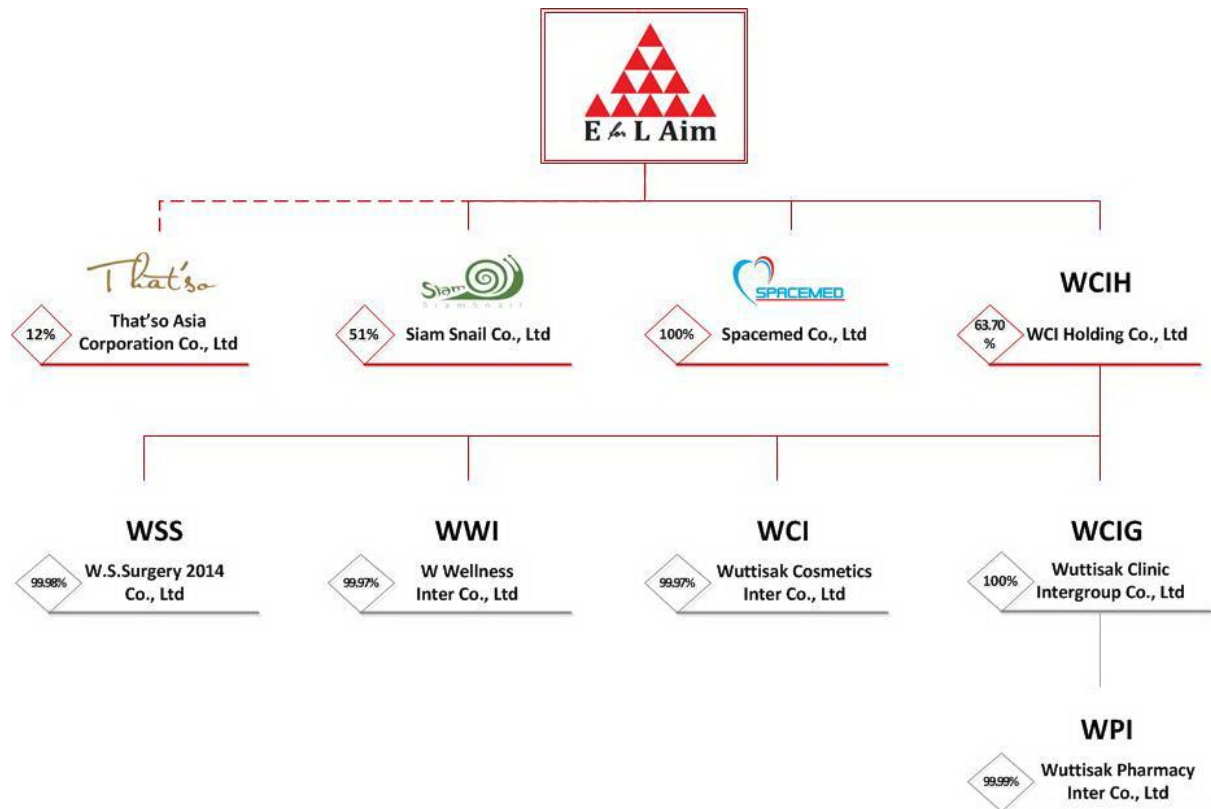 E for L Aim
That'so
Siam
SiamSnail
SPACEMED
WCIH
12%
That'so Asia
Corporation Co., Ltd
51%
Siam Snail Co., Ltd
100%
Spacemed Co., Ltd
63.70
%
WCI Holding Co., Ltd
WSS
WWI
WCI
WCIG
99.98%
W.S.Surgery 2014
Co., Ltd
99.97%
W Wellness
Inter Co., Ltd
99.97%
Wuttisak Cosmetics
Inter Co., Ltd
100%
Wuttisak Clinic
Intergroup Co., Ltd
WPI
99.99%
Wuttisak Pharmacy
Inter Co., Ltd